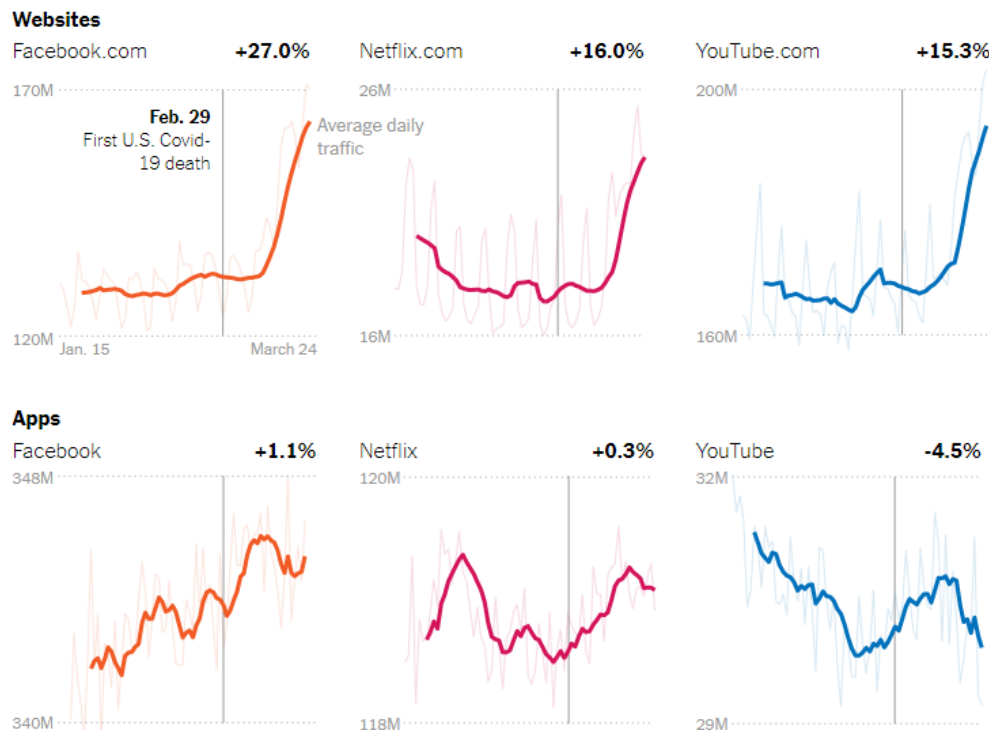 Websites
Facebook.com +27.0%
Netflix.com +16.0%
YouTube.com +15.3%
170M
Feb. 29
First U.S. Covid-
19 death
Average daily
traffic
120M
Jan. 15
March 24
26M
16M
200M
160M
Apps
Facebook +1.1%
Netflix +0.3%
YouTube -4.5%
348M
340M
120M
118M
32M
29M